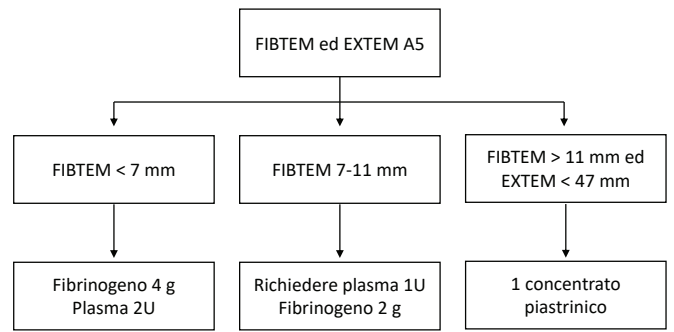 FIBTEM ed EXTEM A5
FIBTEM < 7 mm
FIBTEM 7-11 mm
FIBTEM > 11 mm ed
EXTEM < 47 mm
Fibrinogeno 4 g
Plasma 2U
Richiedere plasma 1U
Fibrinogeno 2 g
1 concentrato
piastrinico